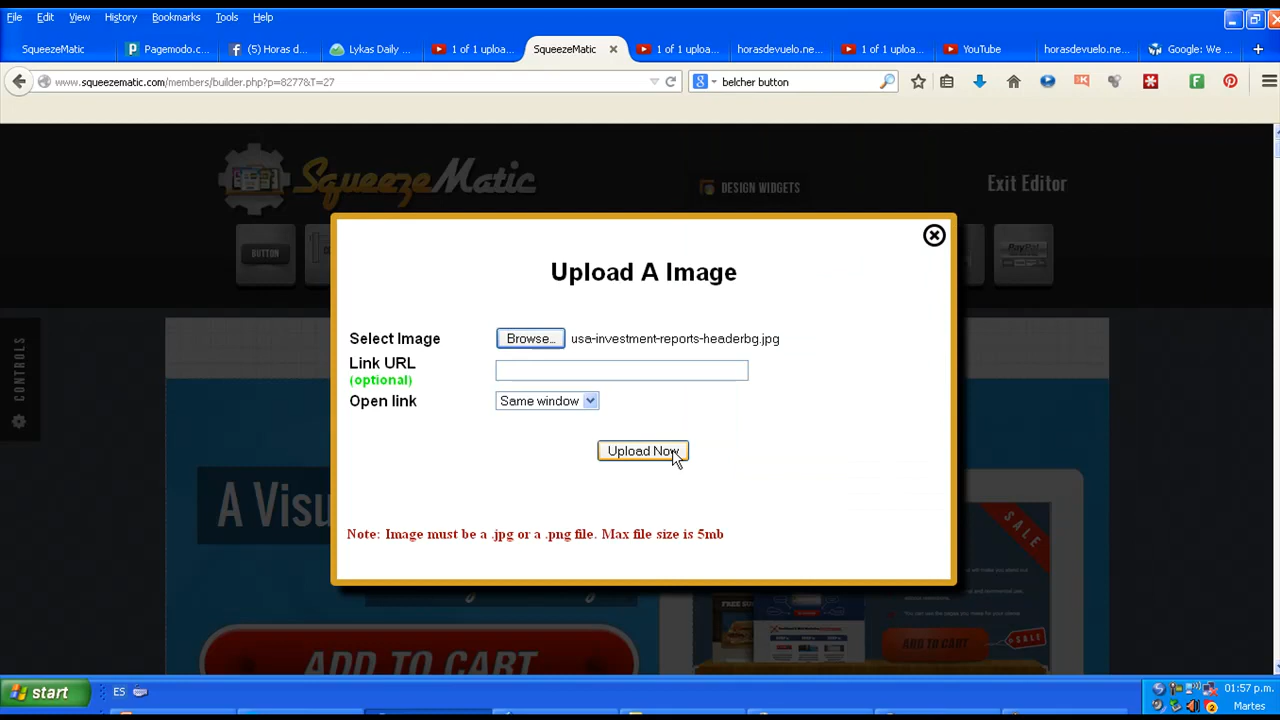 File Edit View History Bookmarks Tools Help
SqueezeMatic Pagemodo.c... (5) Horas d... Lykas Daily ... 1 of 1 uploa... SqueezeMatic 1 of 1 uploa... horasdevuelo.ne... 1 of 1 uploa... YouTube horasdevuelo.ne... Google: We ...
www.squeezematic.com/members/builder.php?p=8277&T=27 belcher button
SqueezeMatic DESIGN WIDGETS Exit Editor
BUTTON PayPal
CONTROLS
Upload A Image
Select Image Browse... usa-investment-reports-headerbg.jpg
Link URL
(optional)
Open link Same window
Upload Now
Note: Image must be a .jpg or a .png file. Max file size is 5mb
A Visu
SALE
FREE
ADD TO CART
ADD TO CART SALE
start ES 01:57 p.m.
Martes